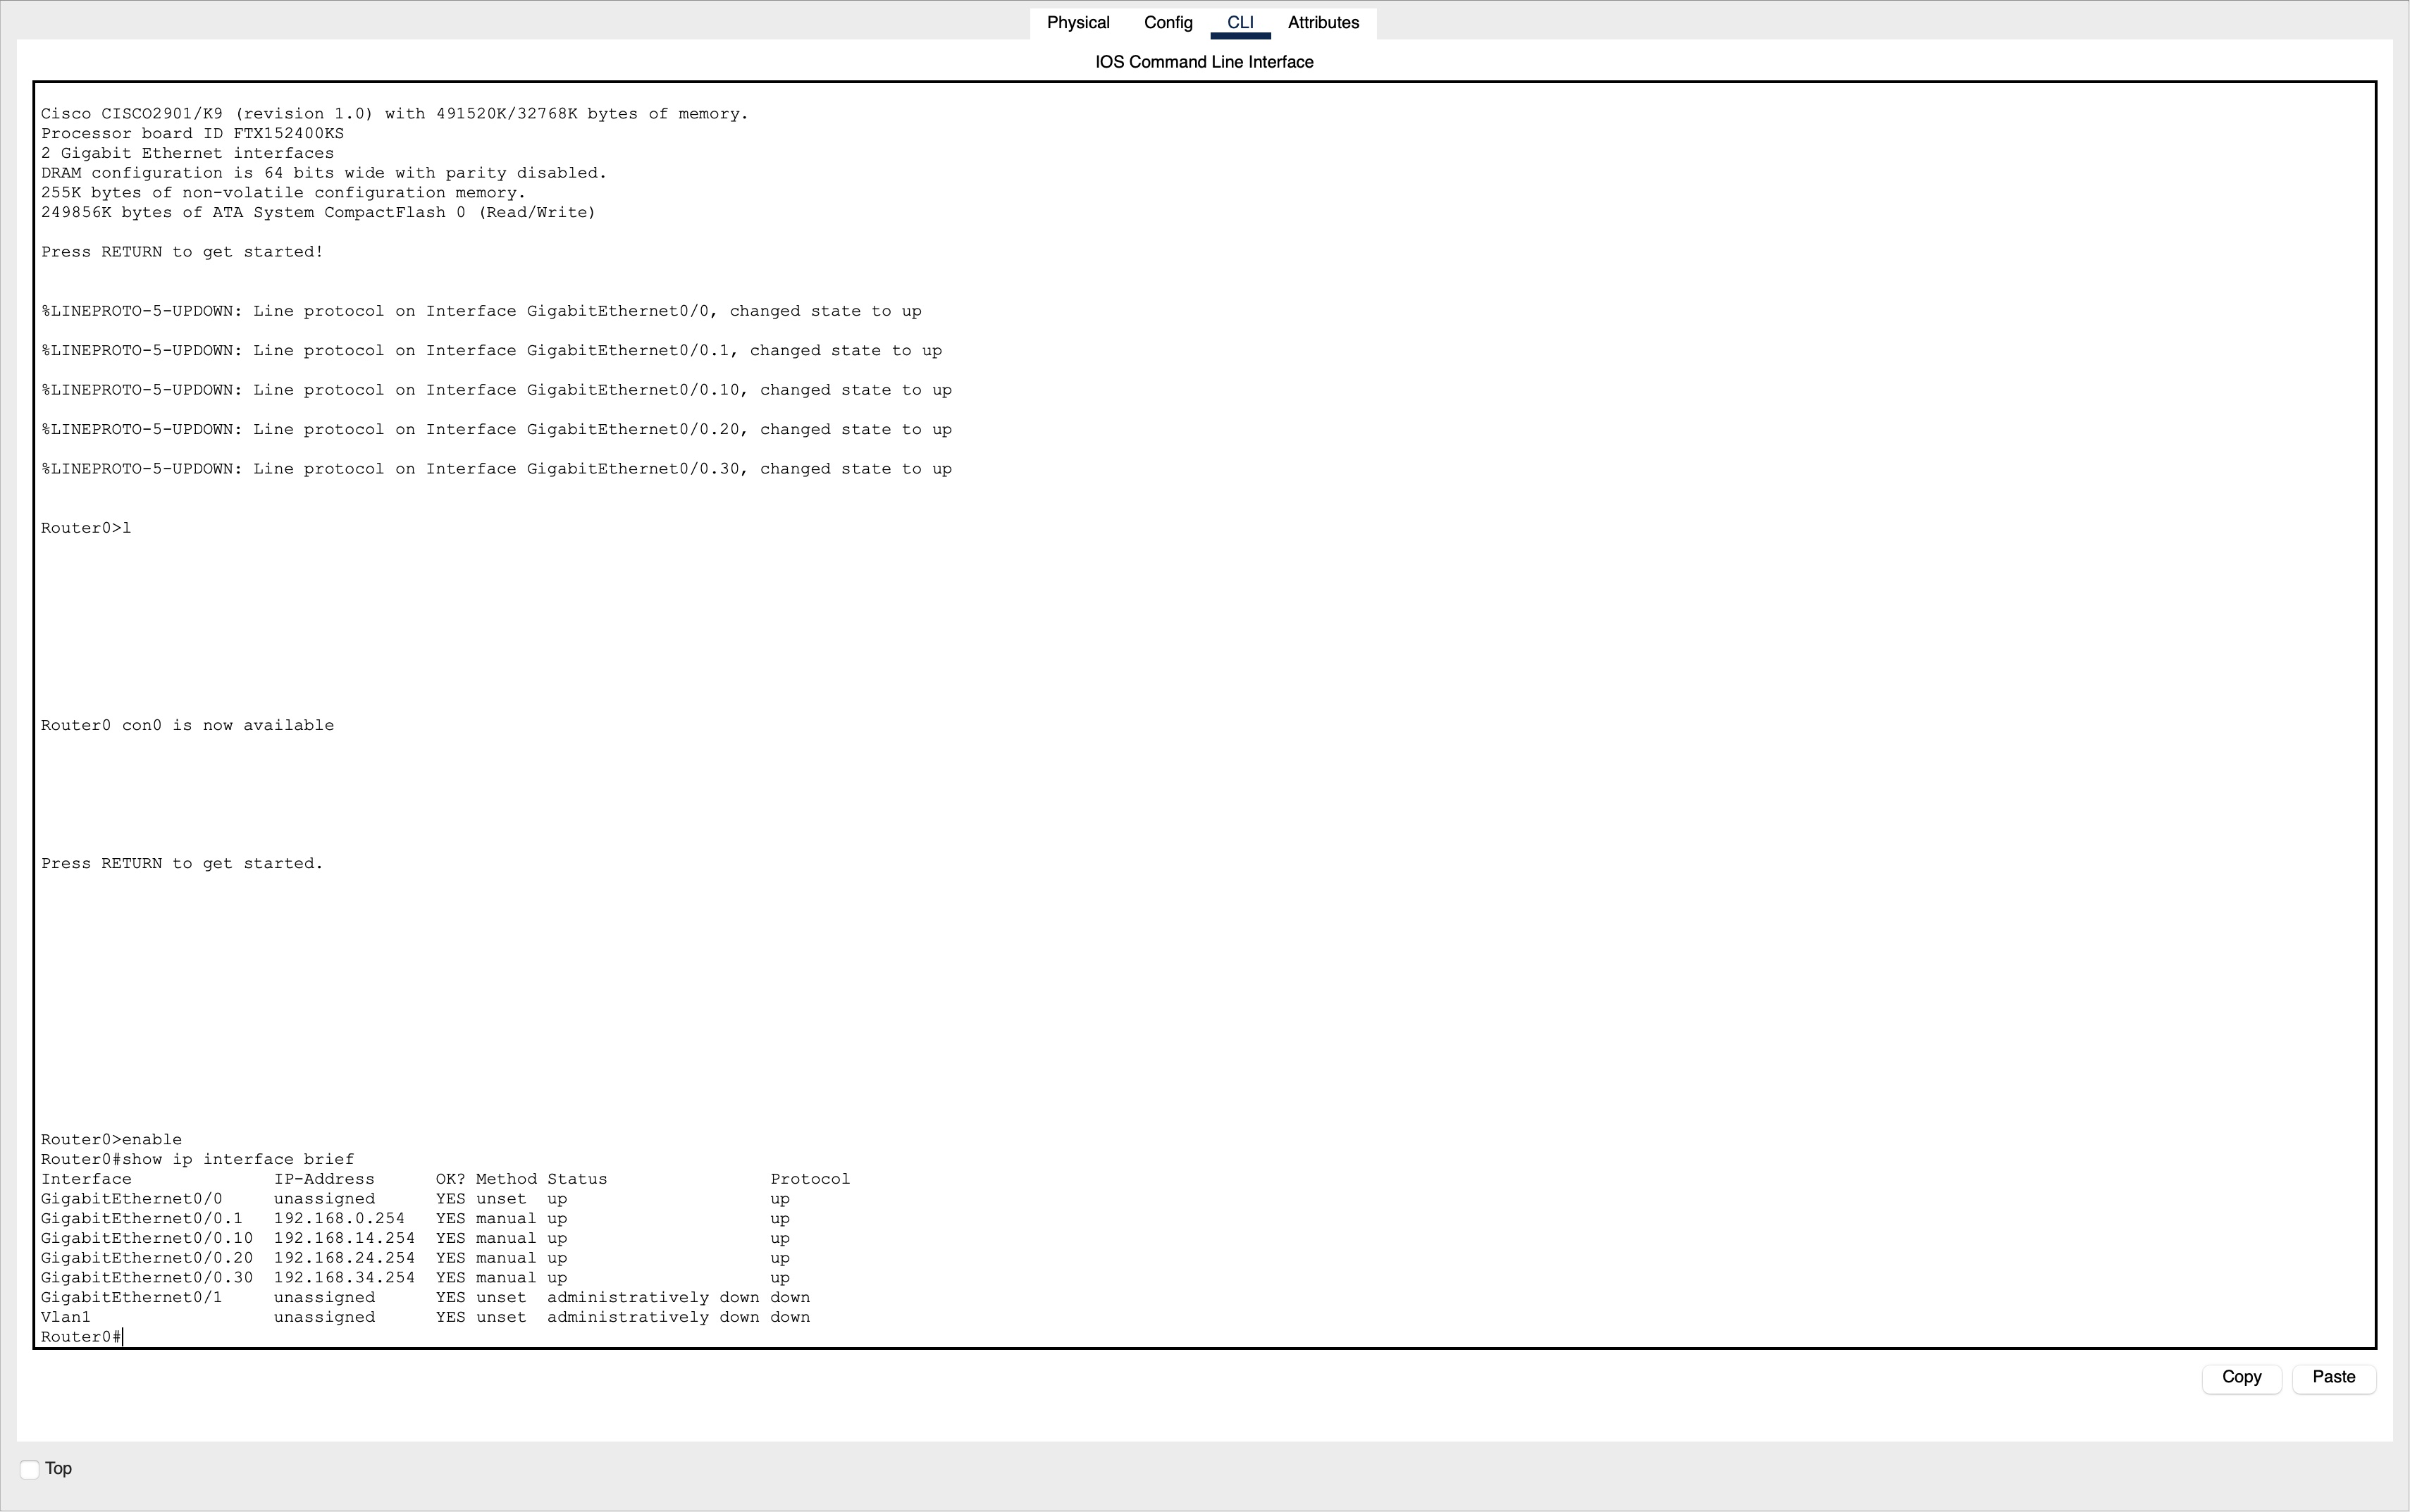 Physical Config CLI Attributes
IOS Command Line Interface
Cisco CISCO2901/K9 (revision 1.0) with 491520K/32768K bytes of memory.
Processor board ID FTX152400KS
2 Gigabit Ethernet interfaces
DRAM configuration is 64 bits wide with parity disabled.
255K bytes of non-volatile configuration memory.
249856K bytes of ATA System CompactFlash 0 (Read/Write)
Press RETURN to get started!
%LINEPROTO-5-UPDOWN: Line protocol on Interface GigabitEthernet0/0, changed state to up
%LINEPROTO-5-UPDOWN: Line protocol on Interface GigabitEthernet0/0.1, changed state to up
%LINEPROTO-5-UPDOWN: Line protocol on Interface GigabitEthernet0/0.10, changed state to up
%LINEPROTO-5-UPDOWN: Line protocol on Interface GigabitEthernet0/0.20, changed state to up
%LINEPROTO-5-UPDOWN: Line protocol on Interface GigabitEthernet0/0.30, changed state to up
Router0>l
Router0 con0 is now available
Press RETURN to get started.
Router0>enable
Router0#show ip interface brief
Interface              IP-Address      OK? Method Status                Protocol
GigabitEthernet0/0     unassigned      YES unset  up                    up
GigabitEthernet0/0.1   192.168.0.254   YES manual up                    up
GigabitEthernet0/0.10  192.168.14.254  YES manual up                    up
GigabitEthernet0/0.20  192.168.24.254  YES manual up                    up
GigabitEthernet0/0.30  192.168.34.254  YES manual up                    up
GigabitEthernet0/1     unassigned      YES unset  administratively down down
Vlan1                  unassigned      YES unset  administratively down down
Router0#
Copy Paste
Top